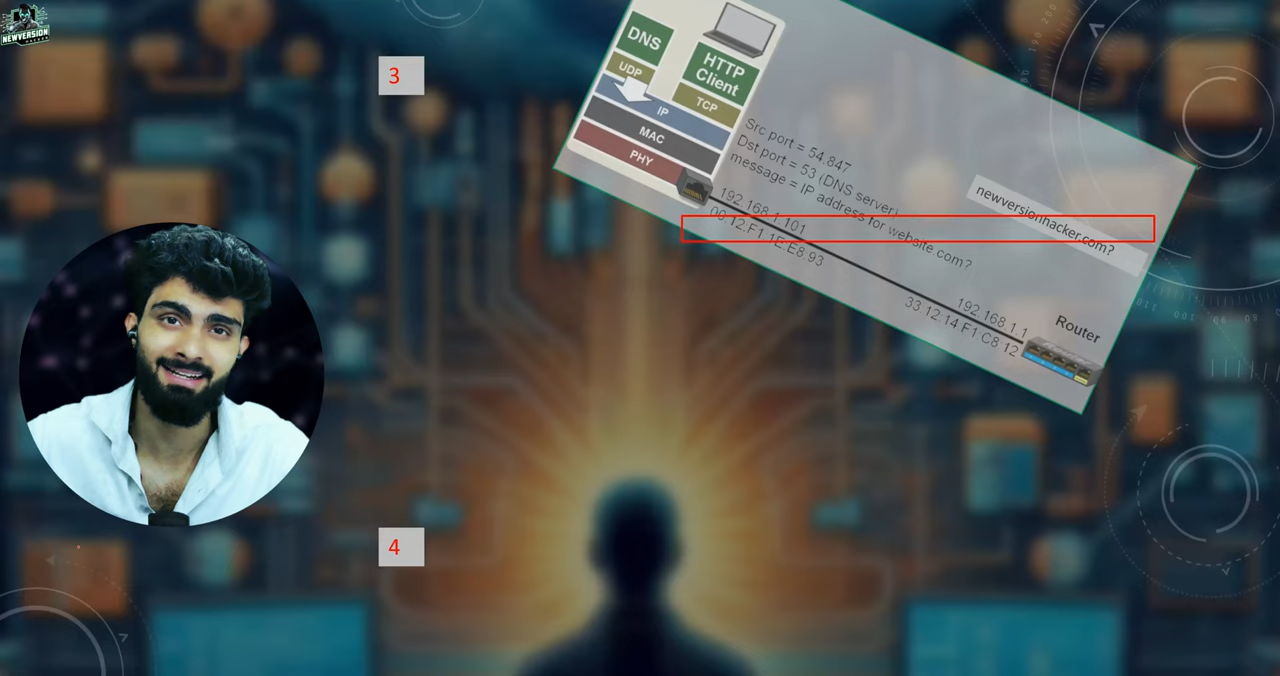 NEWVERSION
HACKER
3
DNS
UDP
HTTP
Client
TCP
IP
MAC
PHY
Src port = 54,847
Dst port = 53 (DNS server)
message = IP address for website.com?
newversionhacker.com?
192.168.1.101
00:12:F1:1E:E8:93
192.168.1.1
33:12:14:F1:C8:12
Router
4